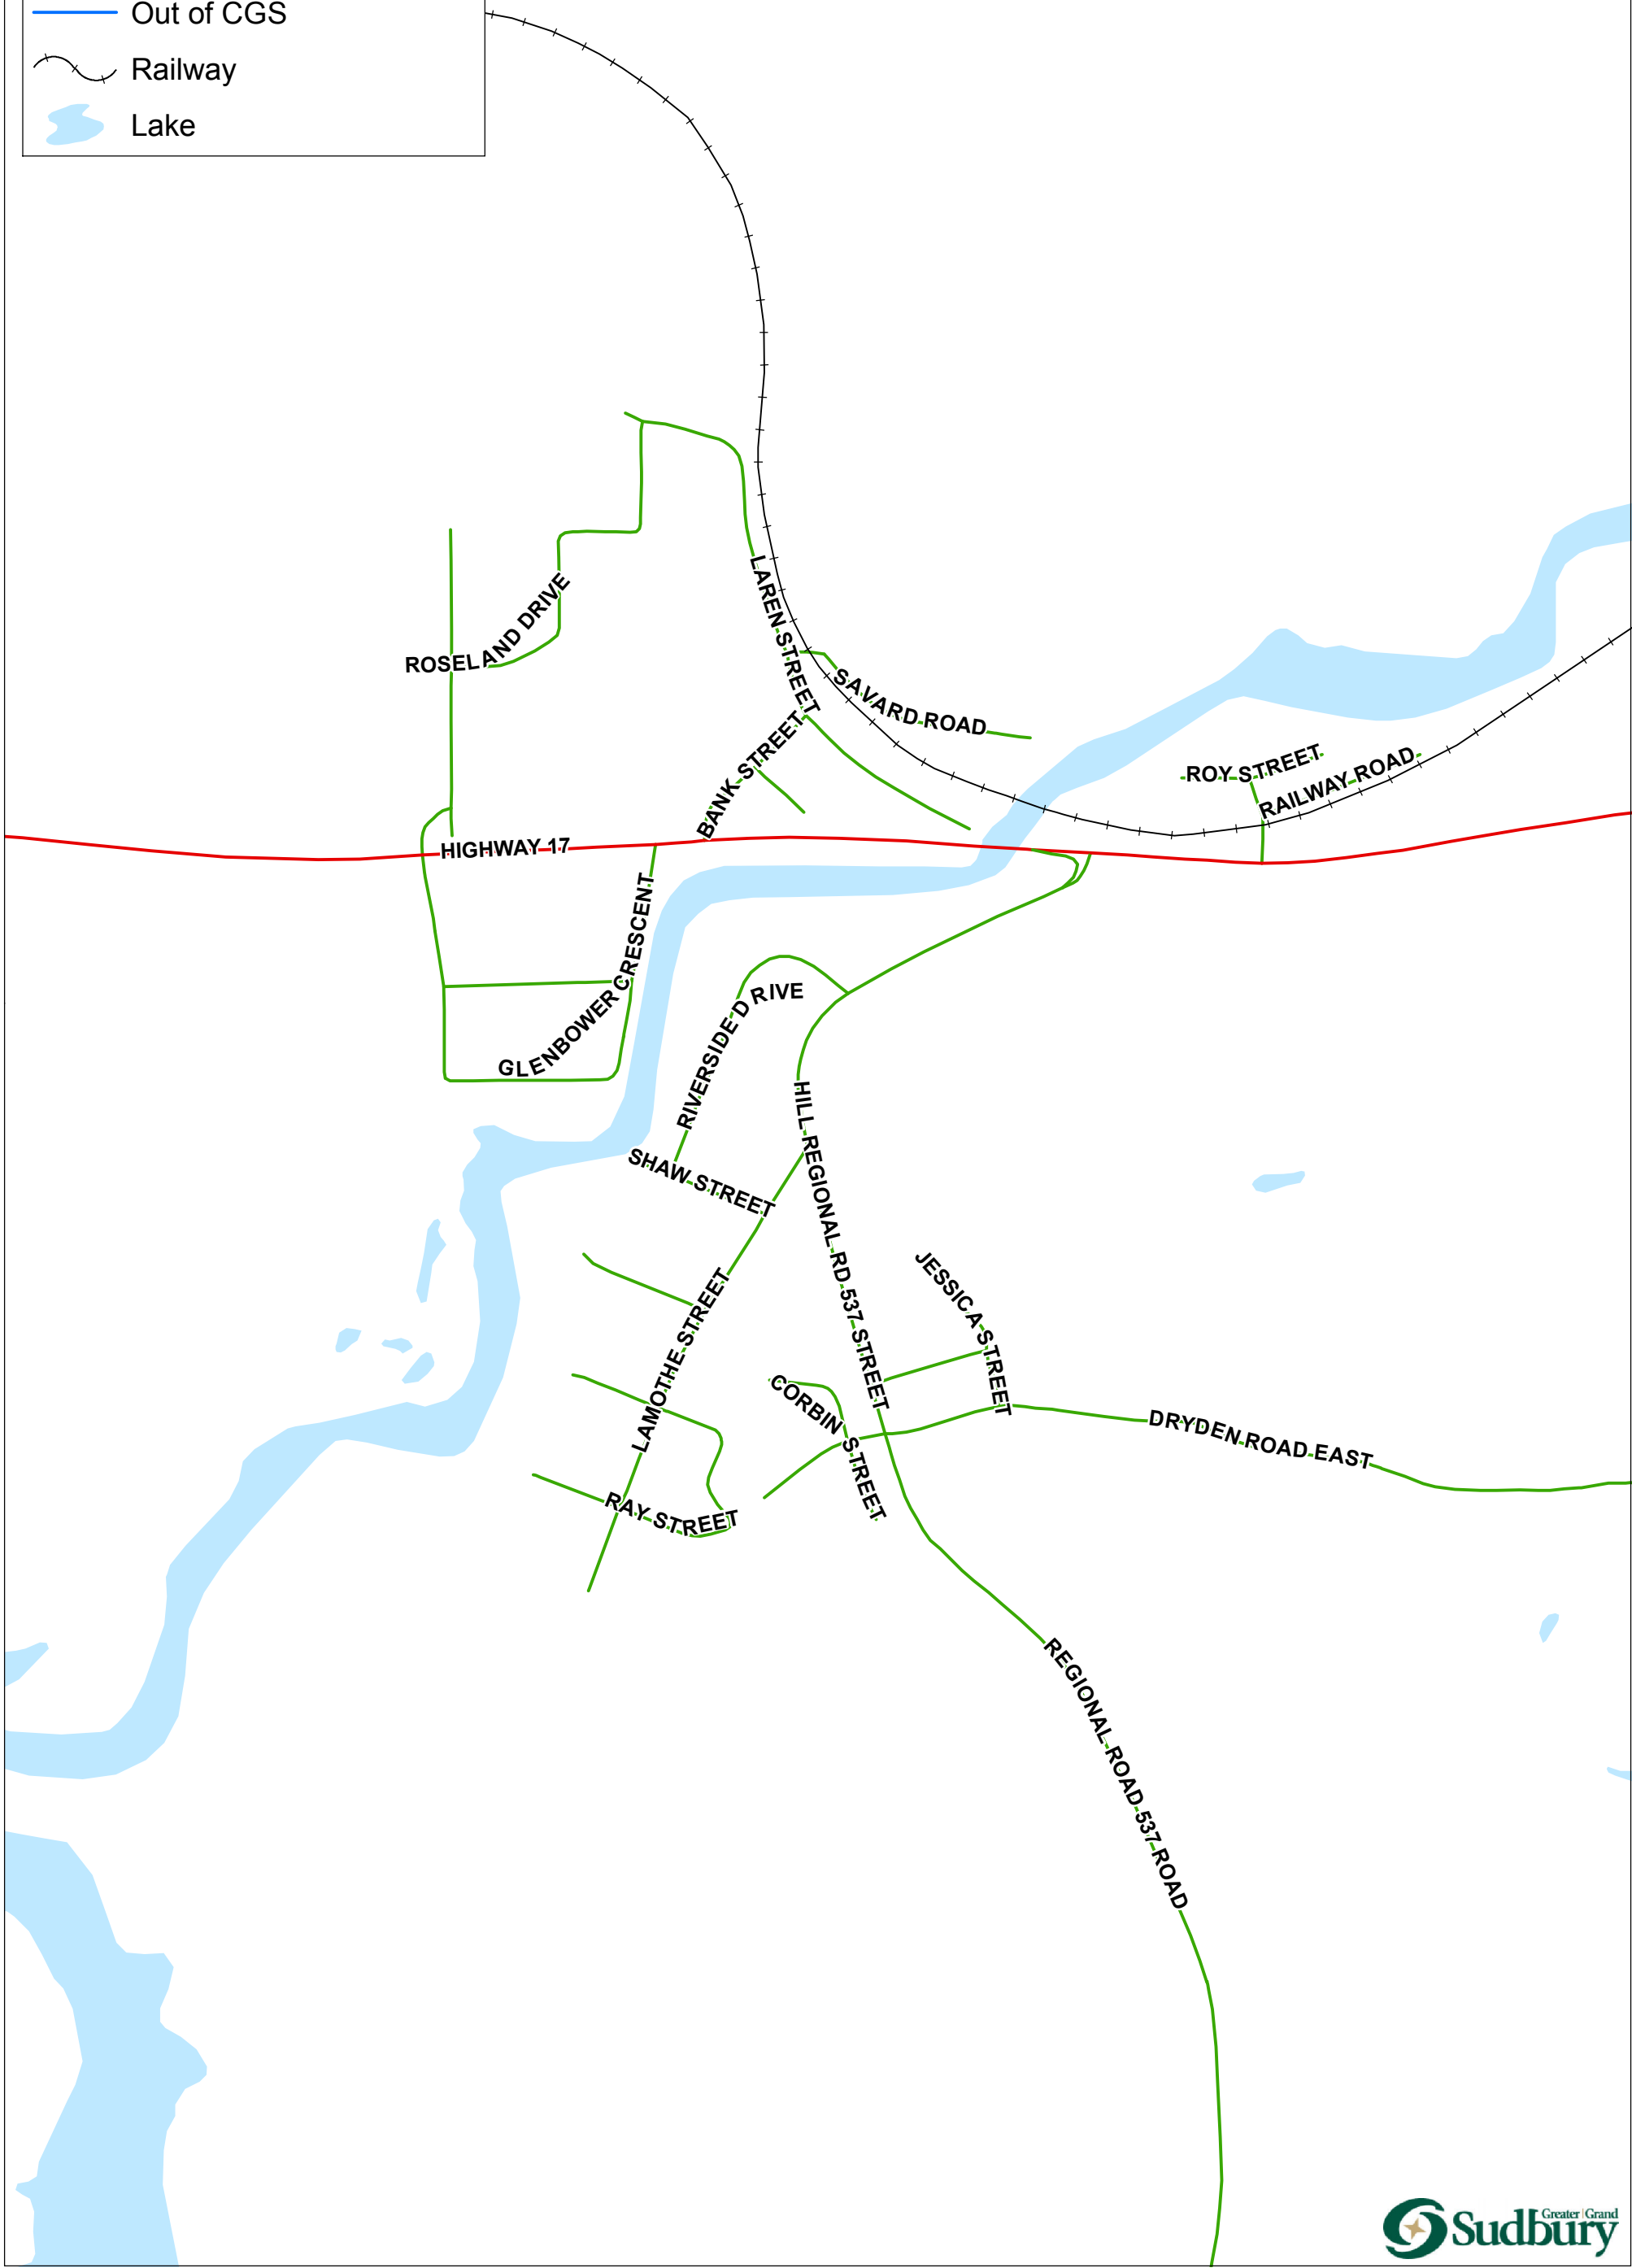 Out of CGS
Railway
Lake
LAREN STREET
ROSELAND DRIVE
SAVARD ROAD
BANK STREET
ROY STREET
RAILWAY ROAD
HIGHWAY 17
GLENBOWER CRESCENT
RIVERSIDE DRIVE
HILL REGIONAL RD 537 STREET
SHAW STREET
JESSICA STREET
LAMOTHE STREET
CORBIN STREET
DRYDEN ROAD EAST
RAY STREET
REGIONAL ROAD 537 ROAD
Greater Grand
Sudbury